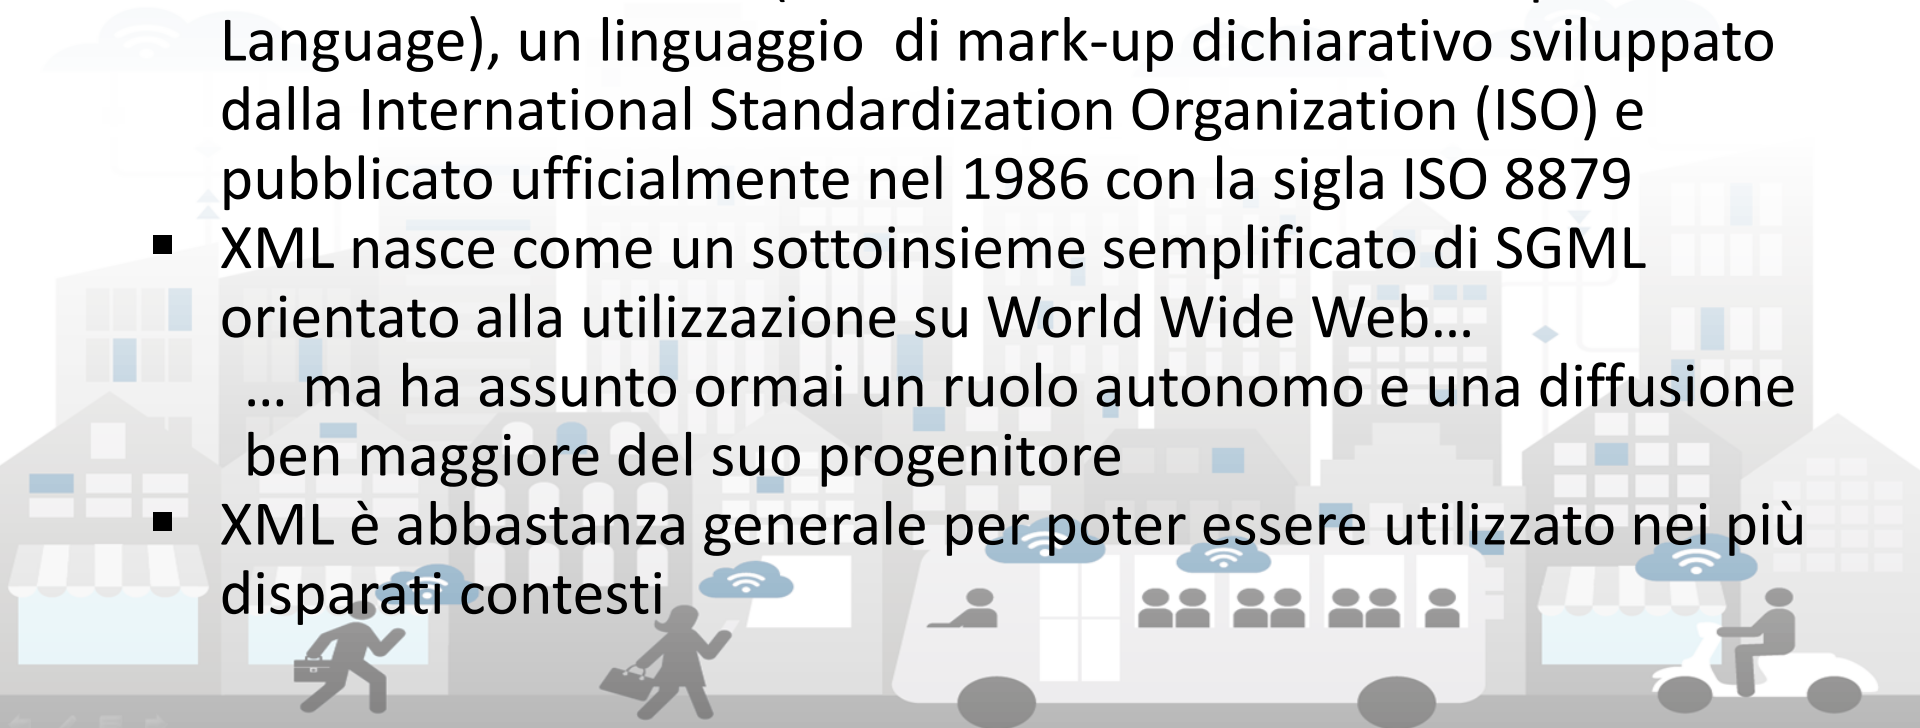 Language), un linguaggio di mark-up dichiarativo sviluppato
dalla International Standardization Organization (ISO) e
pubblicato ufficialmente nel 1986 con la sigla ISO 8879
▪ XML nasce come un sottoinsieme semplificato di SGML
orientato alla utilizzazione su World Wide Web…
… ma ha assunto ormai un ruolo autonomo e una diffusione
ben maggiore del suo progenitore
▪ XML è abbastanza generale per poter essere utilizzato nei più
disparati contesti